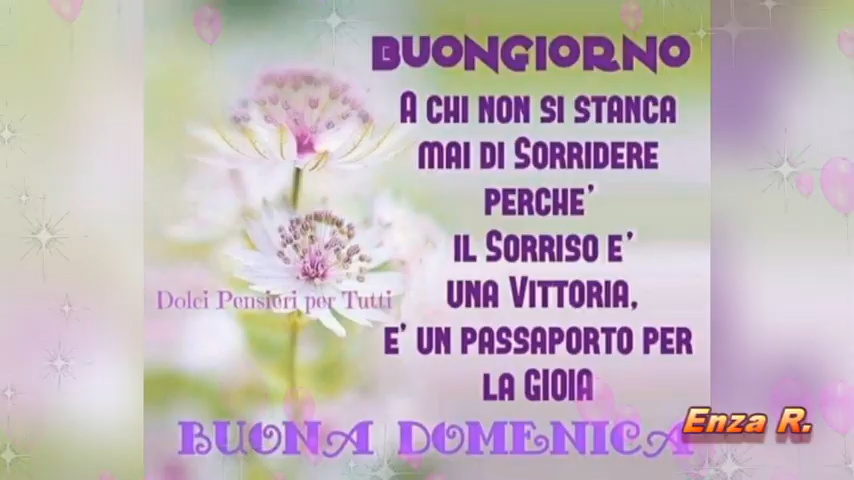 BUONGIORNO
A CHI NON SI STANCA
MAI DI SORRIDERE
PERCHE'
IL SORRISO E'
UNA VITTORIA,
E' UN PASSAPORTO PER
LA GIOIA
Dolci Pensieri per Tutti
BUONA DOMENICA
Enza R.